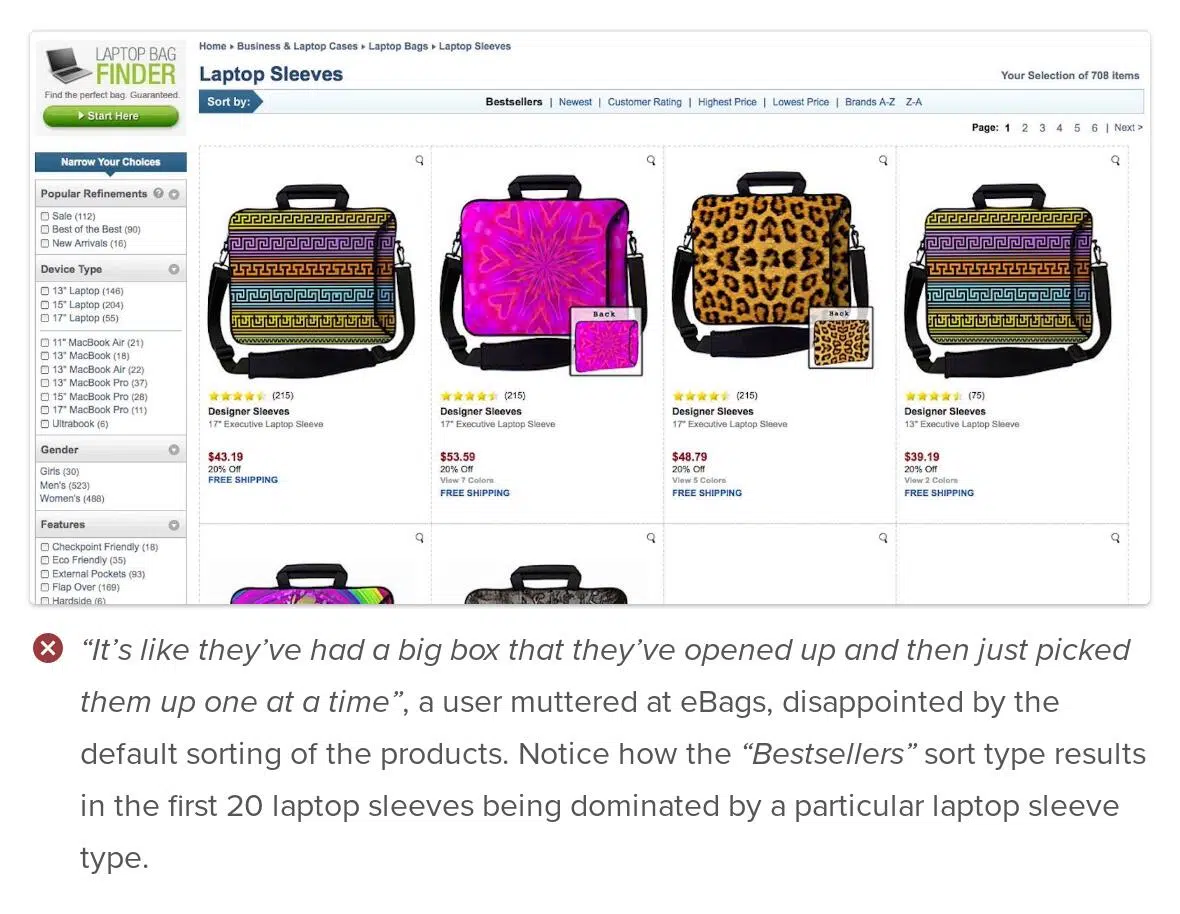 LAPTOP BAG
FINDER
Find the perfect bag. Guaranteed.
Start Here
Home ▸ Business & Laptop Cases ▸ Laptop Bags ▸ Laptop Sleeves
Laptop Sleeves
Your Selection of 708 items
Sort by: Bestsellers | Newest | Customer Rating | Highest Price | Lowest Price | Brands A-Z Z-A
Page: 1 2 3 4 5 6 | Next >
Narrow Your Choices
Popular Refinements ?
Sale (112)
Best of the Best (90)
New Arrivals (16)
Device Type
13" Laptop (146)
15" Laptop (204)
17" Laptop (55)
11" MacBook Air (21)
13" MacBook (18)
13" MacBook Air (22)
13" MacBook Pro (37)
15" MacBook Pro (28)
17" MacBook Pro (11)
Ultrabook (6)
Gender
Girls (30)
Men's (523)
Women's (488)
Features
Checkpoint Friendly (18)
Eco Friendly (35)
External Pockets (93)
Flap Over (169)
Hardside (6)
(215)
Designer Sleeves
17" Executive Laptop Sleeve
$43.19
20% Off
FREE SHIPPING
Back
(215)
Designer Sleeves
17" Executive Laptop Sleeve
$53.59
20% Off
View 7 Colors
FREE SHIPPING
Back
(215)
Designer Sleeves
17" Executive Laptop Sleeve
$48.79
20% Off
View 5 Colors
FREE SHIPPING
(75)
Designer Sleeves
13" Executive Laptop Sleeve
$39.19
20% Off
View 2 Colors
FREE SHIPPING
“It’s like they’ve had a big box that they’ve opened up and then just picked
them up one at a time”, a user muttered at eBags, disappointed by the
default sorting of the products. Notice how the “Bestsellers” sort type results
in the first 20 laptop sleeves being dominated by a particular laptop sleeve
type.